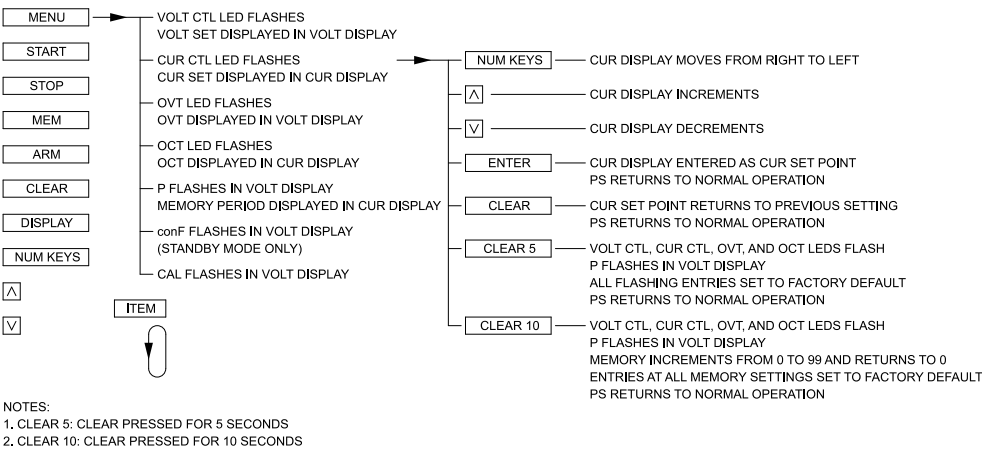 MENU
START
STOP
MEM
ARM
CLEAR
DISPLAY
NUM KEYS
VOLT CTL LED FLASHES
VOLT SET DISPLAYED IN VOLT DISPLAY
CUR CTL LED FLASHES
CUR SET DISPLAYED IN CUR DISPLAY
OVT LED FLASHES
OVT DISPLAYED IN VOLT DISPLAY
OCT LED FLASHES
OCT DISPLAYED IN CUR DISPLAY
P FLASHES IN VOLT DISPLAY
MEMORY PERIOD DISPLAYED IN CUR DISPLAY
conF FLASHES IN VOLT DISPLAY
(STANDBY MODE ONLY)
CAL FLASHES IN VOLT DISPLAY
ITEM
NUM KEYS
CUR DISPLAY MOVES FROM RIGHT TO LEFT
CUR DISPLAY INCREMENTS
CUR DISPLAY DECREMENTS
ENTER
CUR DISPLAY ENTERED AS CUR SET POINT
PS RETURNS TO NORMAL OPERATION
CLEAR
CUR SET POINT RETURNS TO PREVIOUS SETTING
PS RETURNS TO NORMAL OPERATION
CLEAR 5
VOLT CTL, CUR CTL, OVT, AND OCT LEDS FLASH
P FLASHES IN VOLT DISPLAY
ALL FLASHING ENTRIES SET TO FACTORY DEFAULT
PS RETURNS TO NORMAL OPERATION
CLEAR 10
VOLT CTL, CUR CTL, OVT, AND OCT LEDS FLASH
P FLASHES IN VOLT DISPLAY
MEMORY INCREMENTS FROM 0 TO 99 AND RETURNS TO 0
ENTRIES AT ALL MEMORY SETTINGS SET TO FACTORY DEFAULT
PS RETURNS TO NORMAL OPERATION
NOTES:
1. CLEAR 5: CLEAR PRESSED FOR 5 SECONDS
2. CLEAR 10: CLEAR PRESSED FOR 10 SECONDS